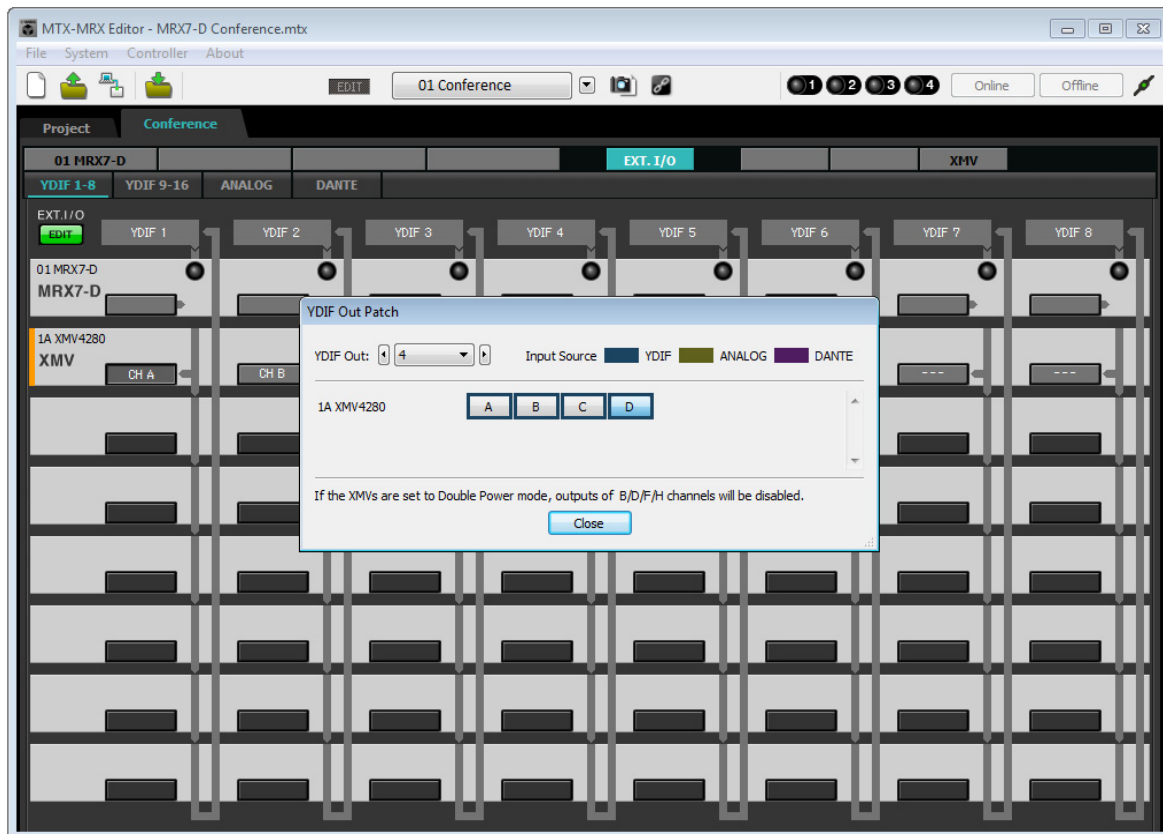 MTX-MRX Editor - MRX7-D Conference.mtx
File System Controller About
EDIT 01 Conference 1 2 3 4 Online Offline
Project Conference
01 MRX7-D EXT. I/O XMV
YDIF 1-8 YDIF 9-16 ANALOG DANTE
EXT.I/O
EDIT YDIF 1 YDIF 2 YDIF 3 YDIF 4 YDIF 5 YDIF 6 YDIF 7 YDIF 8
01 MRX7-D
MRX7-D
YDIF Out Patch
1A XMV4280
XMV
CH A CH B --- ---
YDIF Out: 4 Input Source YDIF ANALOG DANTE
1A XMV4280 A B C D
If the XMVs are set to Double Power mode, outputs of B/D/F/H channels will be disabled.
Close